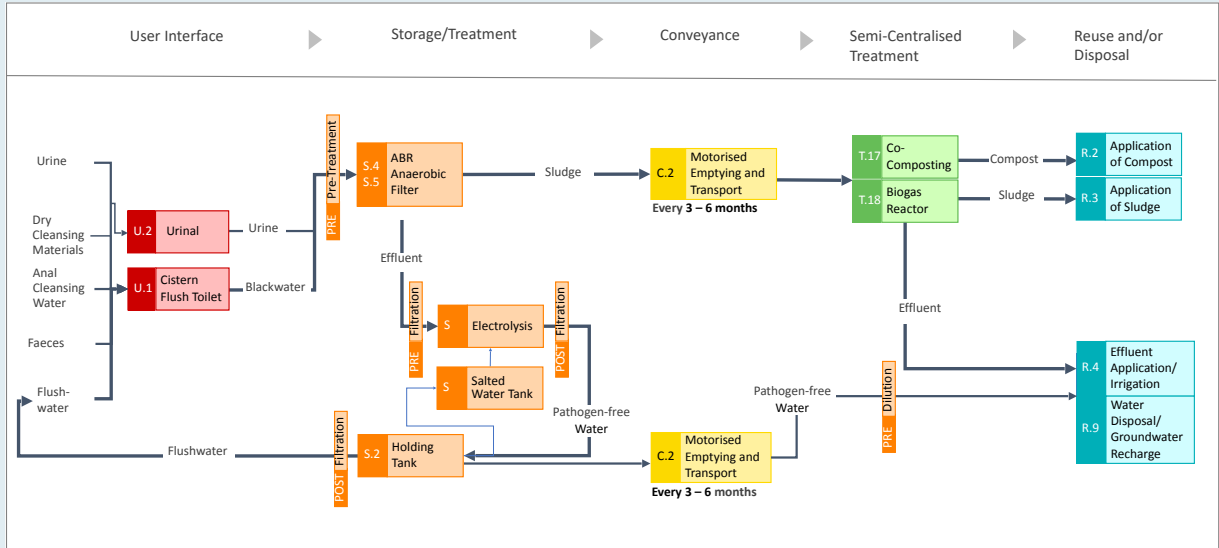 User Interface
Storage/Treatment
Conveyance
Semi-Centralised
Treatment
Reuse and/or
Disposal
Urine
Dry
Cleansing
Materials
Anal
Cleansing
Water
Faeces
Flush-
water
U.2
Urinal
U.1
Cistern
Flush Toilet
Urine
Blackwater
PRE
Pre-Treatment
S.4
S.5
ABR
Anaerobic
Filter
Sludge
Effluent
PRE
Filtration
S
Electrolysis
POST
Filtration
S
Salted
Water Tank
Pathogen-free
Water
Flushwater
POST
Filtration
S.2
Holding
Tank
C.2
Motorised
Emptying and
Transport
Every 3 – 6 months
C.2
Motorised
Emptying and
Transport
Every 3 – 6 months
T.17
Co-
Composting
T.18
Biogas
Reactor
Compost
Sludge
Effluent
Pathogen-free
Water
PRE
Dilution
R.2
Application
of Compost
R.3
Application
of Sludge
R.4
Effluent
Application/
Irrigation
R.9
Water
Disposal/
Groundwater
Recharge